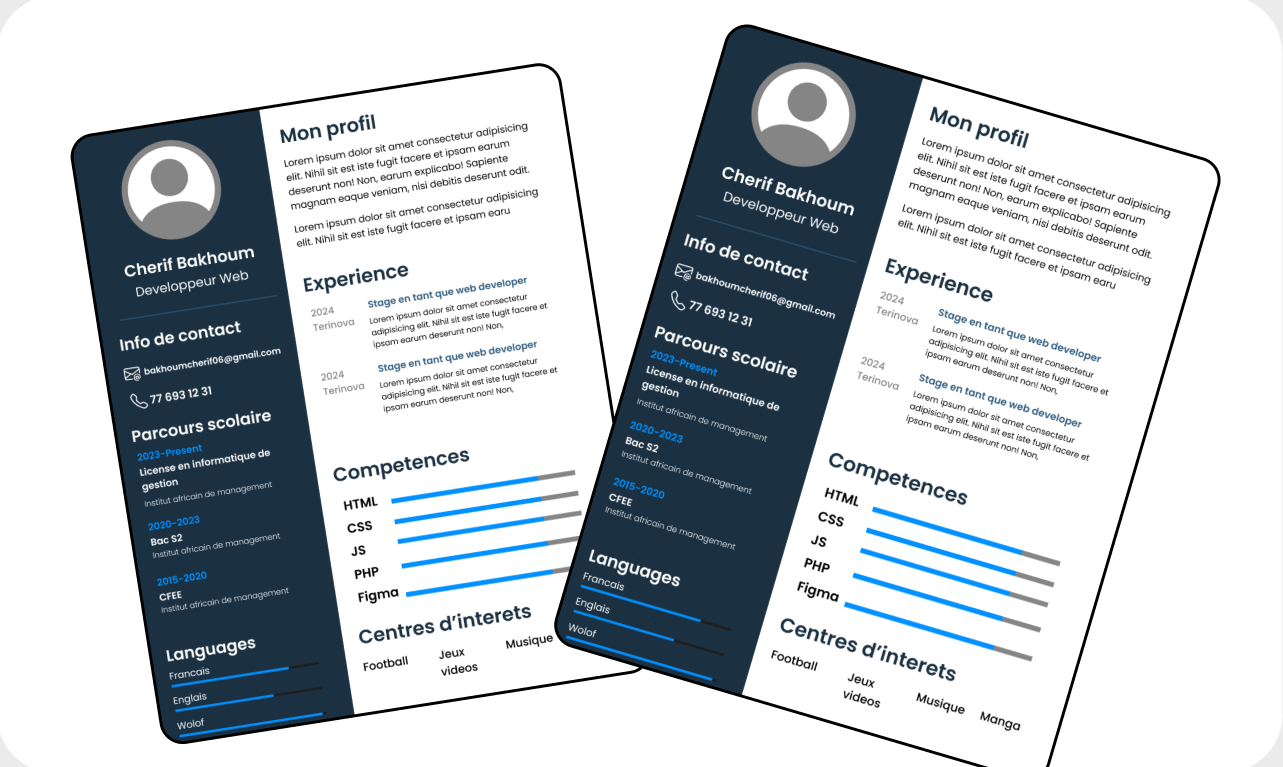 Cherif Bakhoum
Developpeur Web
Info de contact
bakhoumcherif06@gmail.com
77 693 12 31
Parcours scolaire
2023-Present
License en informatique de
gestion
Institut africain de management
2020-2023
Bac S2
Institut africain de management
2015-2020
CFEE
Institut africain de management
Languages
Francais
Englais
Wolof
Mon profil
Lorem ipsum dolor sit amet consectetur adipisicing
elit. Nihil sit est iste fugit facere et ipsam earum
deserunt non! Non, earum explicabo! Sapiente
magnam eaque veniam, nisi debitis deserunt odit.
Lorem ipsum dolor sit amet consectetur adipisicing
elit. Nihil sit est iste fugit facere et ipsam earu
Experience
2024
Terinova
Stage en tant que web developer
Lorem ipsum dolor sit amet consectetur
adipisicing elit. Nihil sit est iste fugit facere et
ipsam earum deserunt non! Non,
2024
Terinova
Stage en tant que web developer
Lorem ipsum dolor sit amet consectetur
adipisicing elit. Nihil sit est iste fugit facere et
ipsam earum deserunt non! Non,
Competences
HTML
CSS
JS
PHP
Figma
Centres d’interets
Football
Jeux
videos
Musique
Cherif Bakhoum
Developpeur Web
Info de contact
bakhoumcherif06@gmail.com
77 693 12 31
Parcours scolaire
2023-Present
License en informatique de
gestion
Institut africain de management
2020-2023
Bac S2
Institut africain de management
2015-2020
CFEE
Institut africain de management
Languages
Francais
Englais
Wolof
Mon profil
Lorem ipsum dolor sit amet consectetur adipisicing
elit. Nihil sit est iste fugit facere et ipsam earum
deserunt non! Non, earum explicabo! Sapiente
magnam eaque veniam, nisi debitis deserunt odit.
Lorem ipsum dolor sit amet consectetur adipisicing
elit. Nihil sit est iste fugit facere et ipsam earu
Experience
2024
Terinova
Stage en tant que web developer
Lorem ipsum dolor sit amet consectetur
adipisicing elit. Nihil sit est iste fugit facere et
ipsam earum deserunt non! Non,
2024
Terinova
Stage en tant que web developer
Lorem ipsum dolor sit amet consectetur
adipisicing elit. Nihil sit est iste fugit facere et
ipsam earum deserunt non! Non,
Competences
HTML
CSS
JS
PHP
Figma
Centres d’interets
Football
Jeux
videos
Musique
Manga